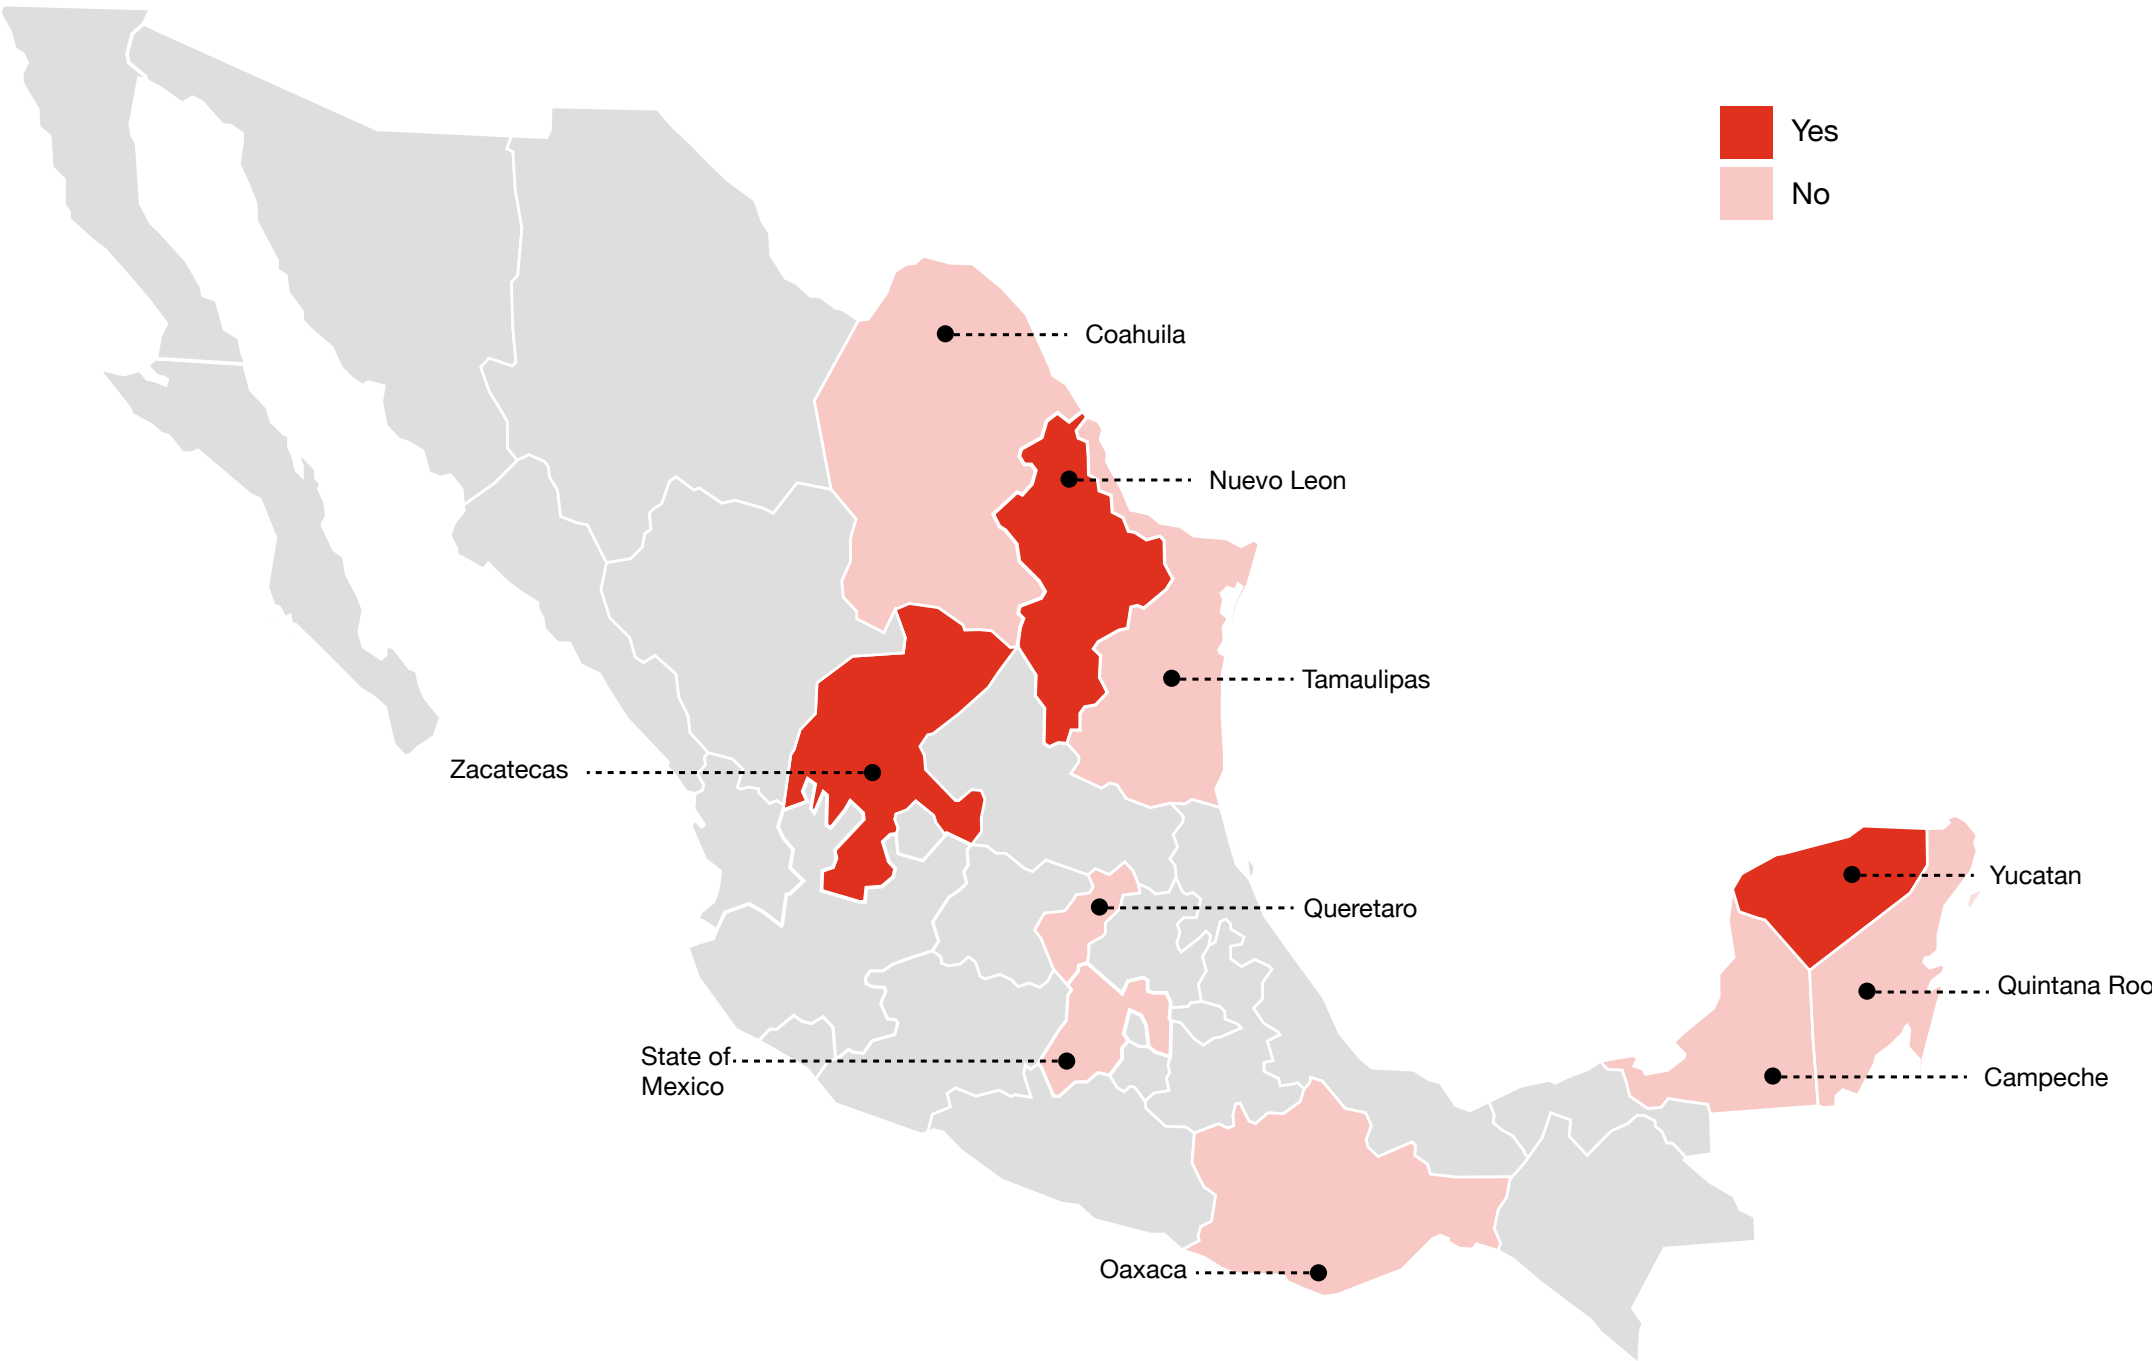 Yes
No
Coahuila
Nuevo Leon
Tamaulipas
Zacatecas
Yucatan
Queretaro
Quintana Roo
State of
Mexico
Campeche
Oaxaca